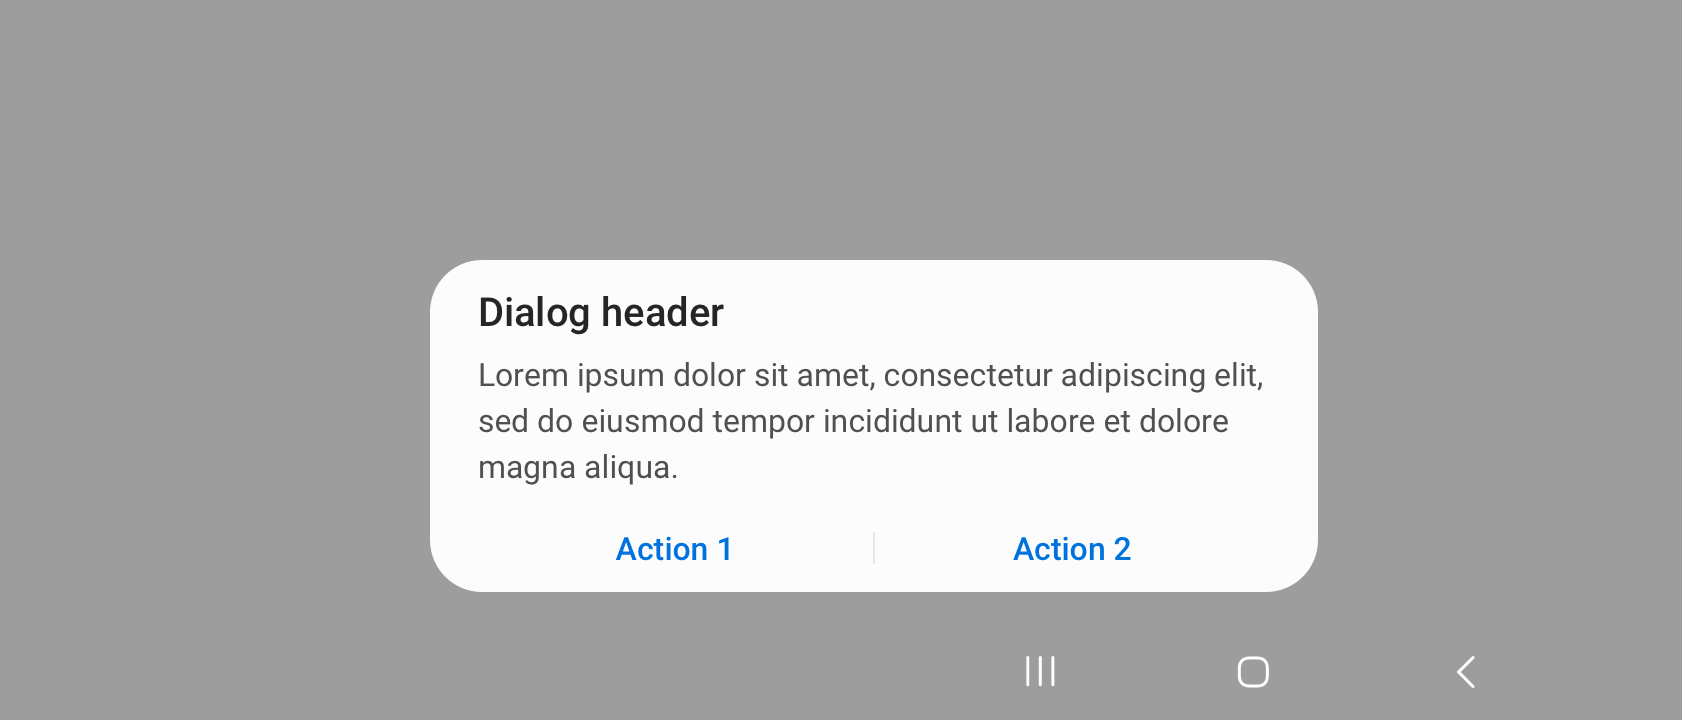 Dialog header
Lorem ipsum dolor sit amet, consectetur adipiscing elit,
sed do eiusmod tempor incididunt ut labore et dolore
magna aliqua.
Action 1
Action 2